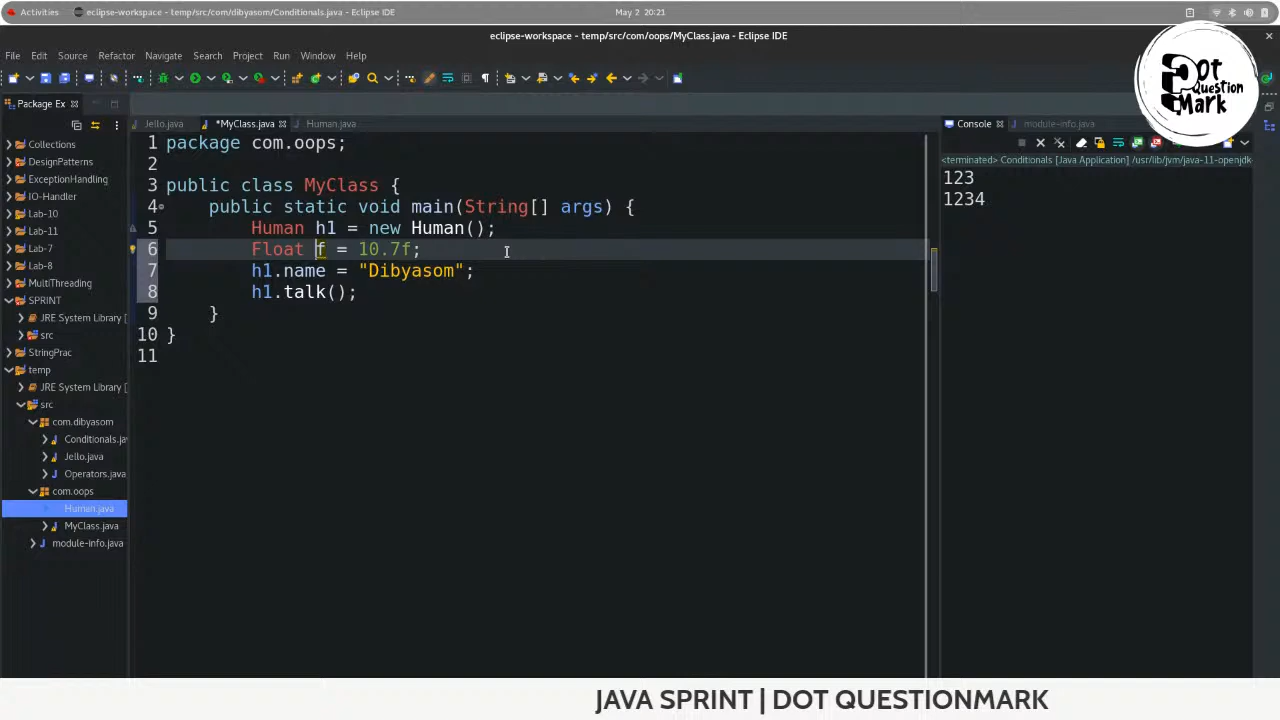 Activities
eclipse-workspace - temp/src/com/dibyasom/Conditionals.java - Eclipse IDE
May 2 20:21
eclipse-workspace - temp/src/com/oops/MyClass.java - Eclipse IDE
File Edit Source Refactor Navigate Search Project Run Window Help
Dot
Question
Mark
Package Ex
Jello.java
*MyClass.java
Human.java
Console
module-info.java
<terminated> Conditionals [Java Application] /usr/lib/jvm/java-11-openjdk
123
1234
Collections
DesignPatterns
ExceptionHandling
IO-Handler
Lab-10
Lab-11
Lab-7
Lab-8
MultiThreading
SPRINT
JRE System Library [
src
StringPrac
temp
JRE System Library [
src
com.dibyasom
Conditionals.ja
Jello.java
Operators.java
com.oops
Human.java
MyClass.java
module-info.java
1 package com.oops;
2
3 public class MyClass {
4 public static void main(String[] args) {
5 Human h1 = new Human();
6 Float f = 10.7f;
7 h1.name = "Dibyasom";
8 h1.talk();
9 }
10 }
11
JAVA SPRINT | DOT QUESTIONMARK